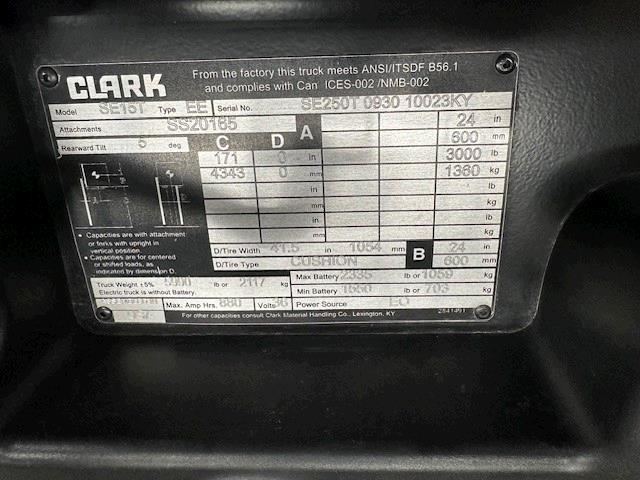 CLARK
From the factory this truck meets ANSI/ITSDF B56.1
and complies with Can ICES-002 /NMB-002
Model SE15T Type EE Serial No. SE250T 0930 10023KY
Attachments SS20165 A 24 in
600 mm
Rearward Tilt 5 deg C D 3000 lb
171 0 in
4343 0 mm 1360 kg
in lb
mm kg
in lb
mm kg
• Capacities are with attachment
or forks with upright in
vertical position.
• Capacities are for centered
or shifted loads, as
indicated by dimension D.
D/Tire Width 41.5 in 1054 mm B 24 in
D/Tire Type CUSHION 600 mm
Truck Weight ±5% lb or 2117 kg
Electric truck is without Battery.
Max Battery 2335 lb or 1059 kg
Min Battery 1550 lb or 703 kg
Max. Amp Hrs. 880 Volts 36 Power Source EO
For other capacities consult Clark Material Handling Co., Lexington, KY
2841491